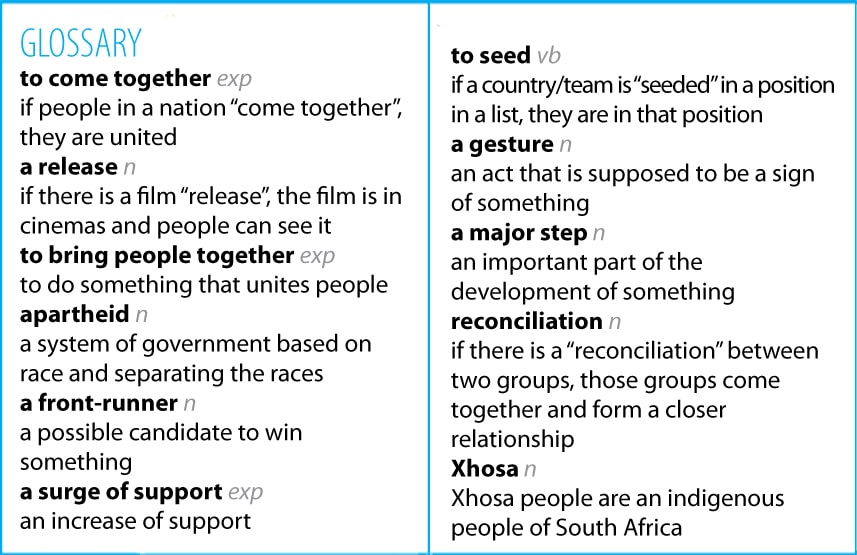 GLOSSARY
to come together exp
if people in a nation “come together”,
they are united
a release n
if there is a film “release”, the film is in
cinemas and people can see it
to bring people together exp
to do something that unites people
apartheid n
a system of government based on
race and separating the races
a front-runner n
a possible candidate to win
something
a surge of support exp
an increase of support
to seed vb
if a country/team is “seeded” in a position
in a list, they are in that position
a gesture n
an act that is supposed to be a sign
of something
a major step n
an important part of the
development of something
reconciliation n
if there is a “reconciliation” between
two groups, those groups come
together and form a closer
relationship
Xhosa n
Xhosa people are an indigenous
people of South Africa